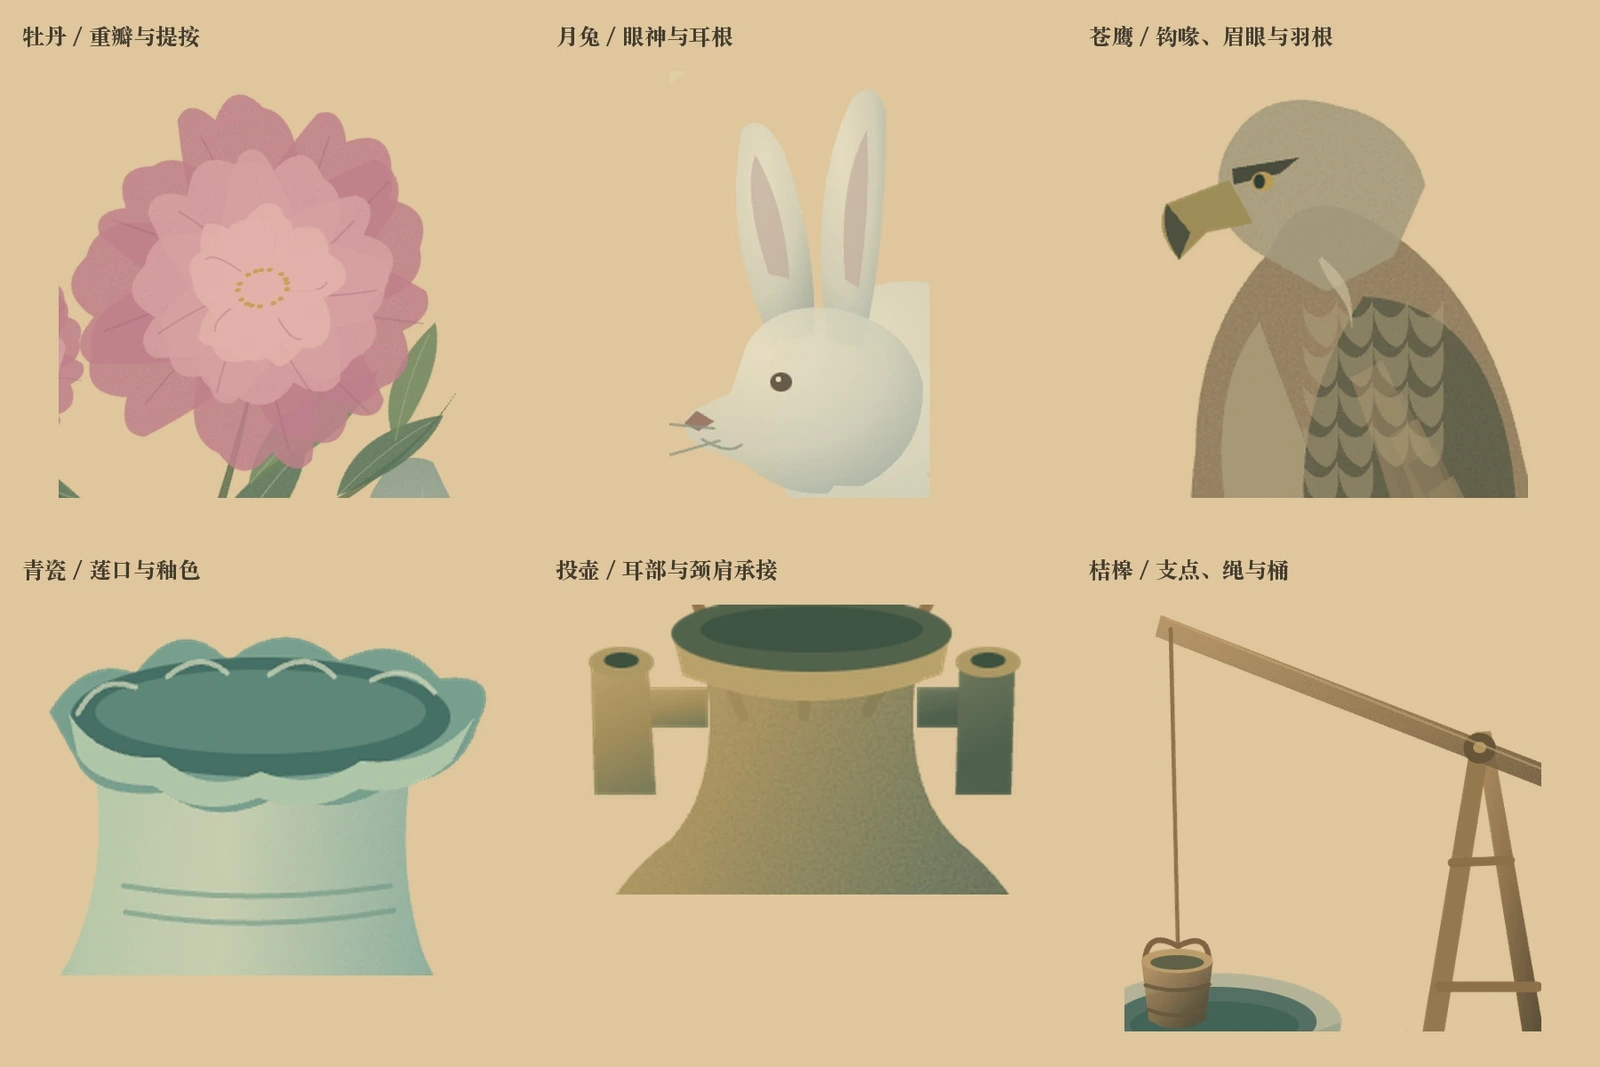 牡丹 / 重瓣与提按
月兔 / 眼神与耳根
苍鹰 / 钩喙、眉眼与羽根
青瓷 / 莲口与釉色
投壶 / 耳部与颈肩承接
桔槔 / 支点、绳与桶